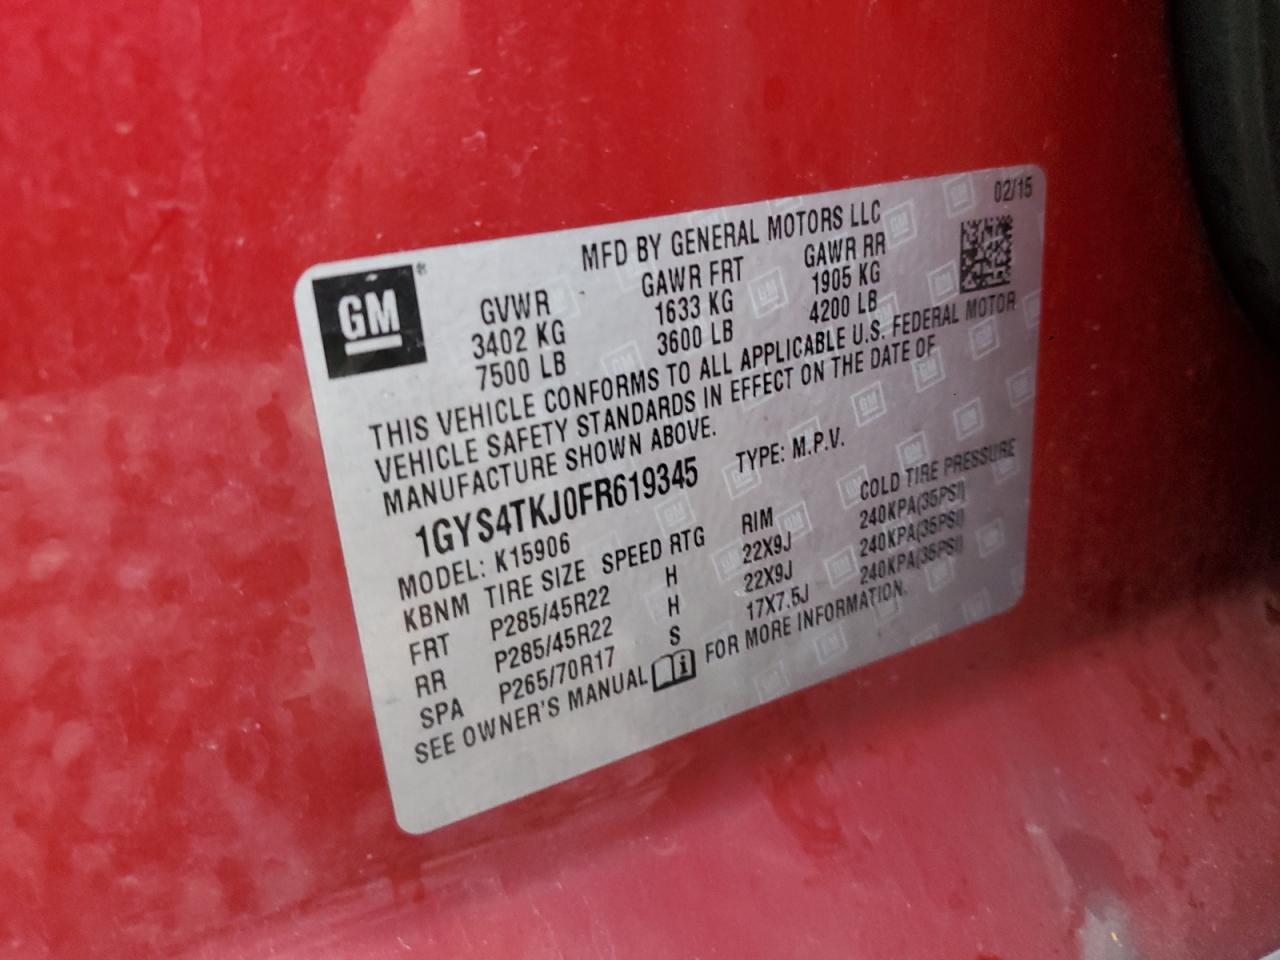 02/15
MFD BY GENERAL MOTORS LLC
GM
GVWR GAWR FRT GAWR RR
3402 KG 1633 KG 1905 KG
7500 LB 3600 LB 4200 LB
THIS VEHICLE CONFORMS TO ALL APPLICABLE U.S. FEDERAL MOTOR
VEHICLE SAFETY STANDARDS IN EFFECT ON THE DATE OF
MANUFACTURE SHOWN ABOVE.
1GYS4TKJ0FR619345 TYPE: M.P.V.
MODEL: K15906
KBNM TIRE SIZE SPEED RTG RIM COLD TIRE PRESSURE
FRT P285/45R22 H 22X9J 240KPA(35PSI)
RR P285/45R22 H 22X9J 240KPA(35PSI)
SPA P265/70R17 S 17X7.5J 240KPA(35PSI)
SEE OWNER'S MANUAL FOR MORE INFORMATION.